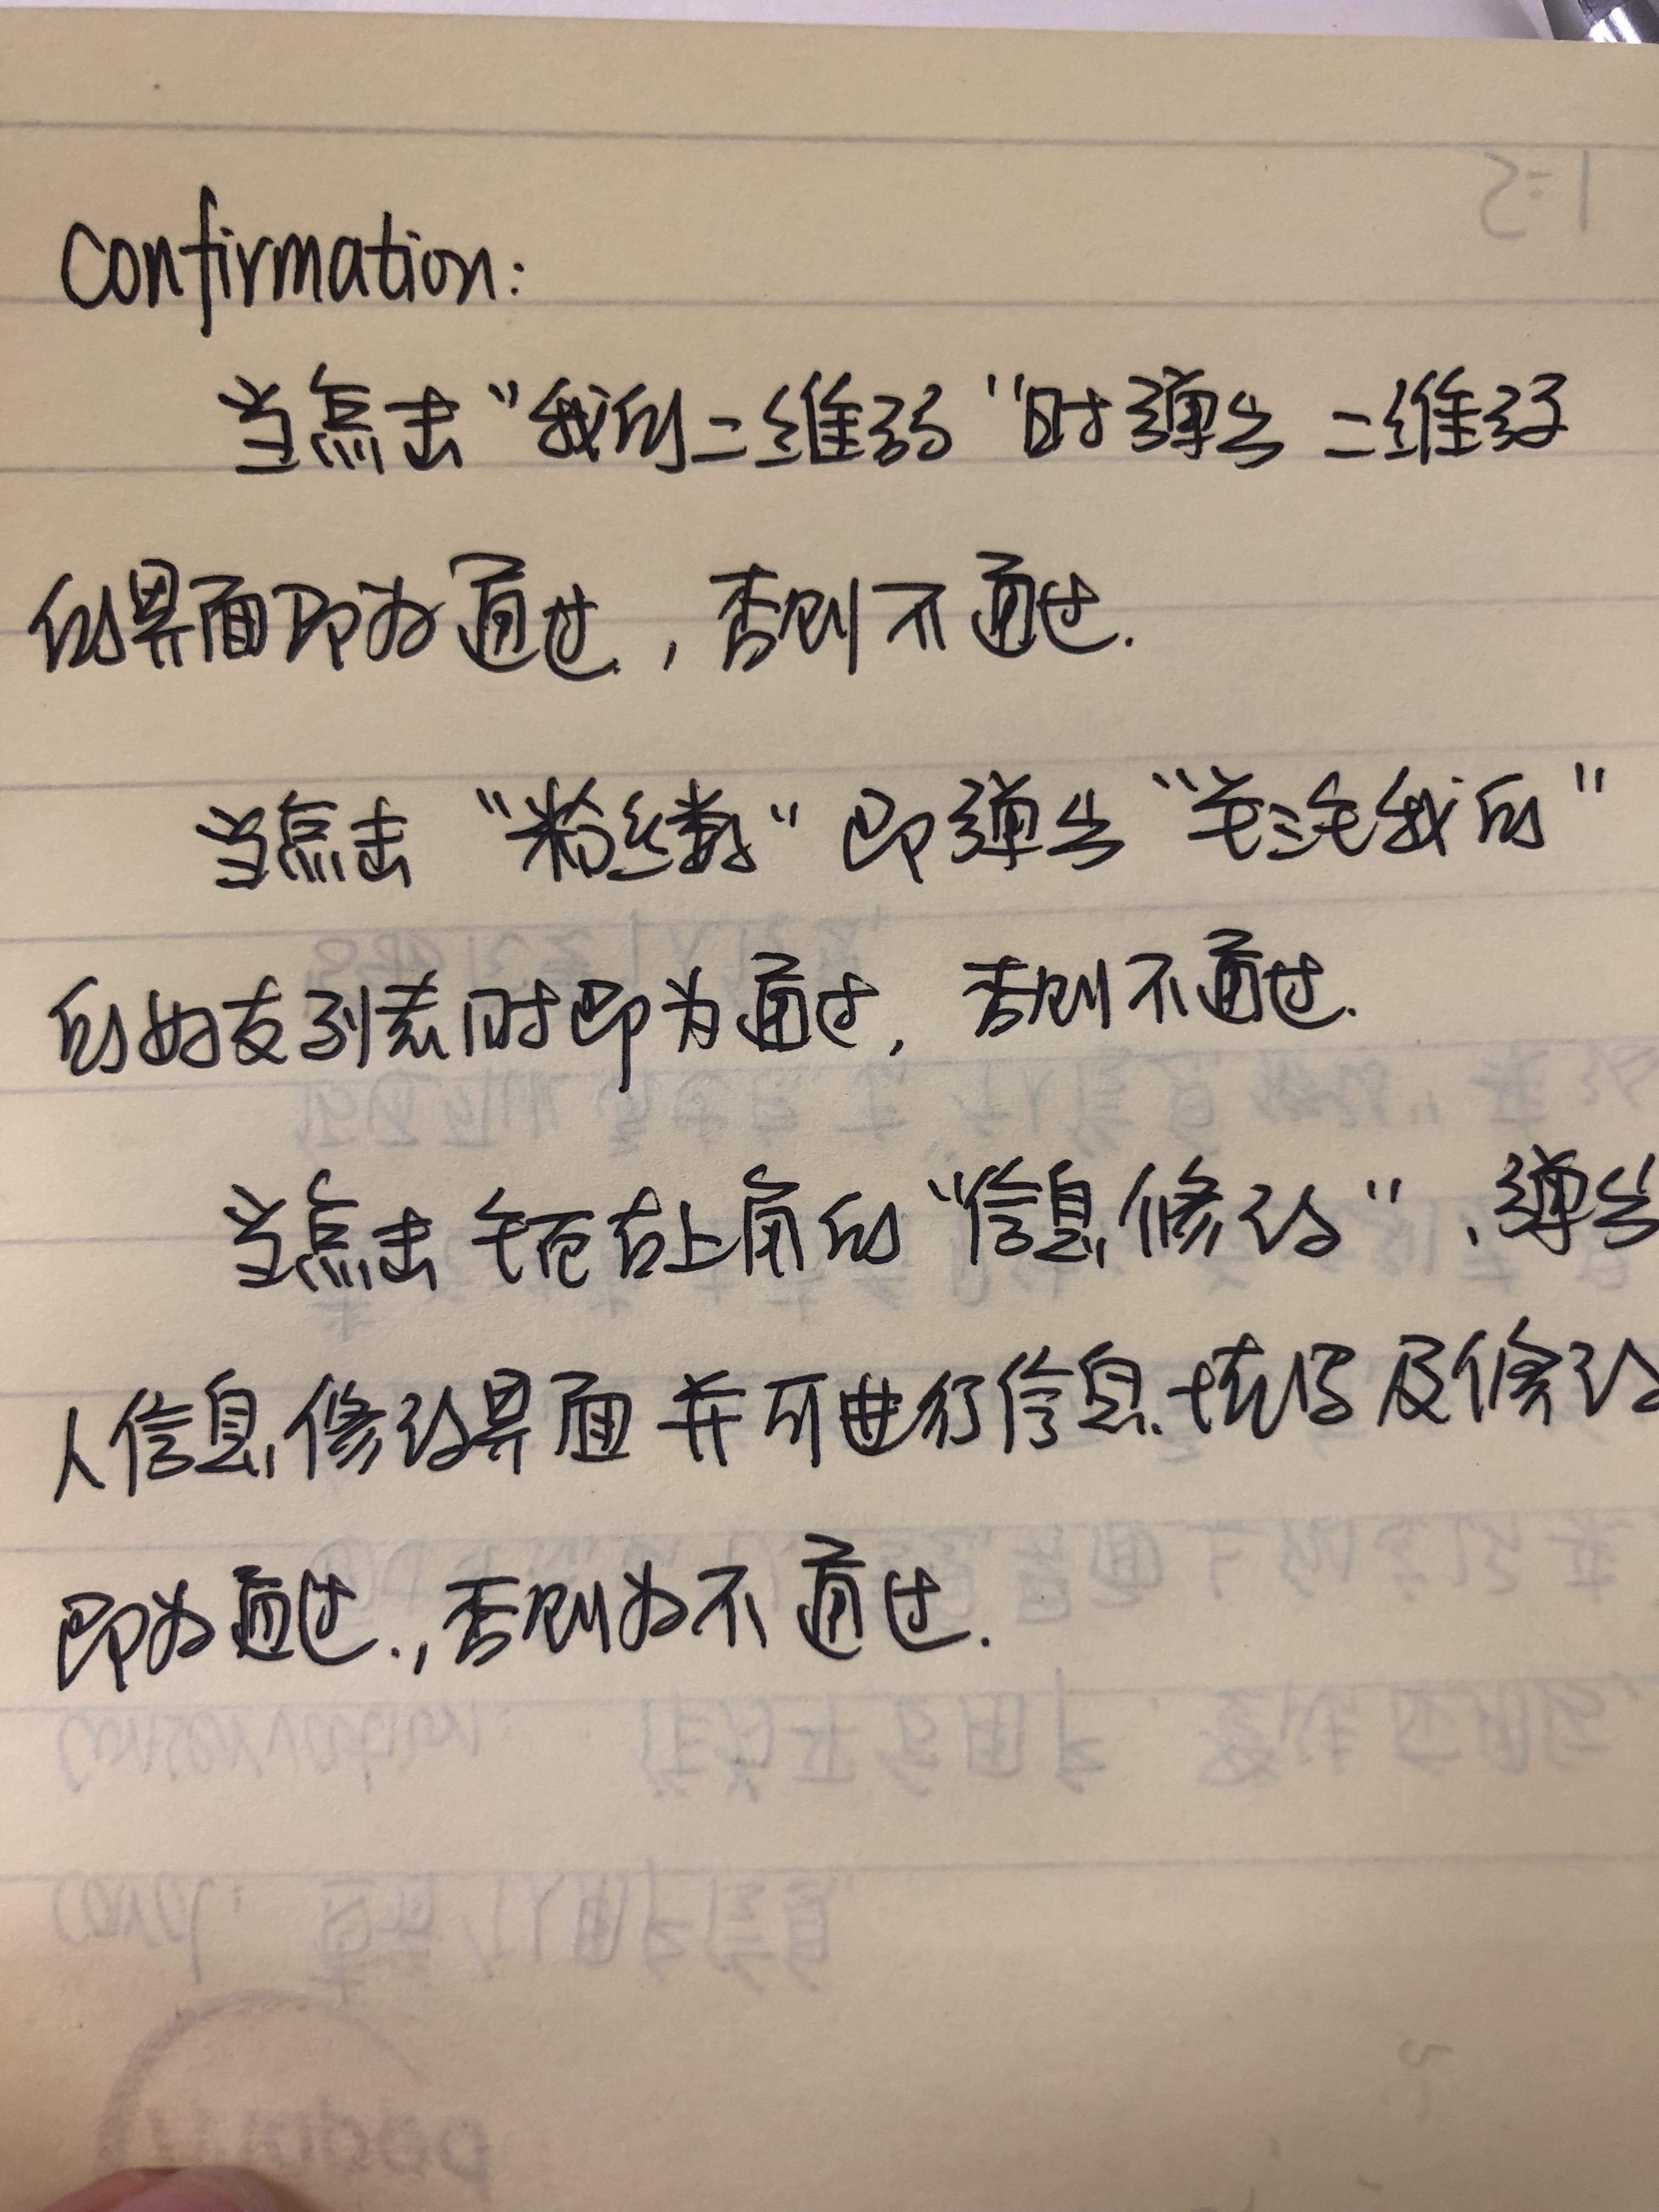 Confirmation:
当点击"我的二维码"时弹出二维码
的界面即为通过，否则不通过.
当点击"粉丝数"即弹出"关注我的"
的好友列表时即为通过，否则不通过.
当点击右上角的"信息修改"、弹出
人信息修改界面并可进行信息填写及修改
即为通过.，否则为不通过.